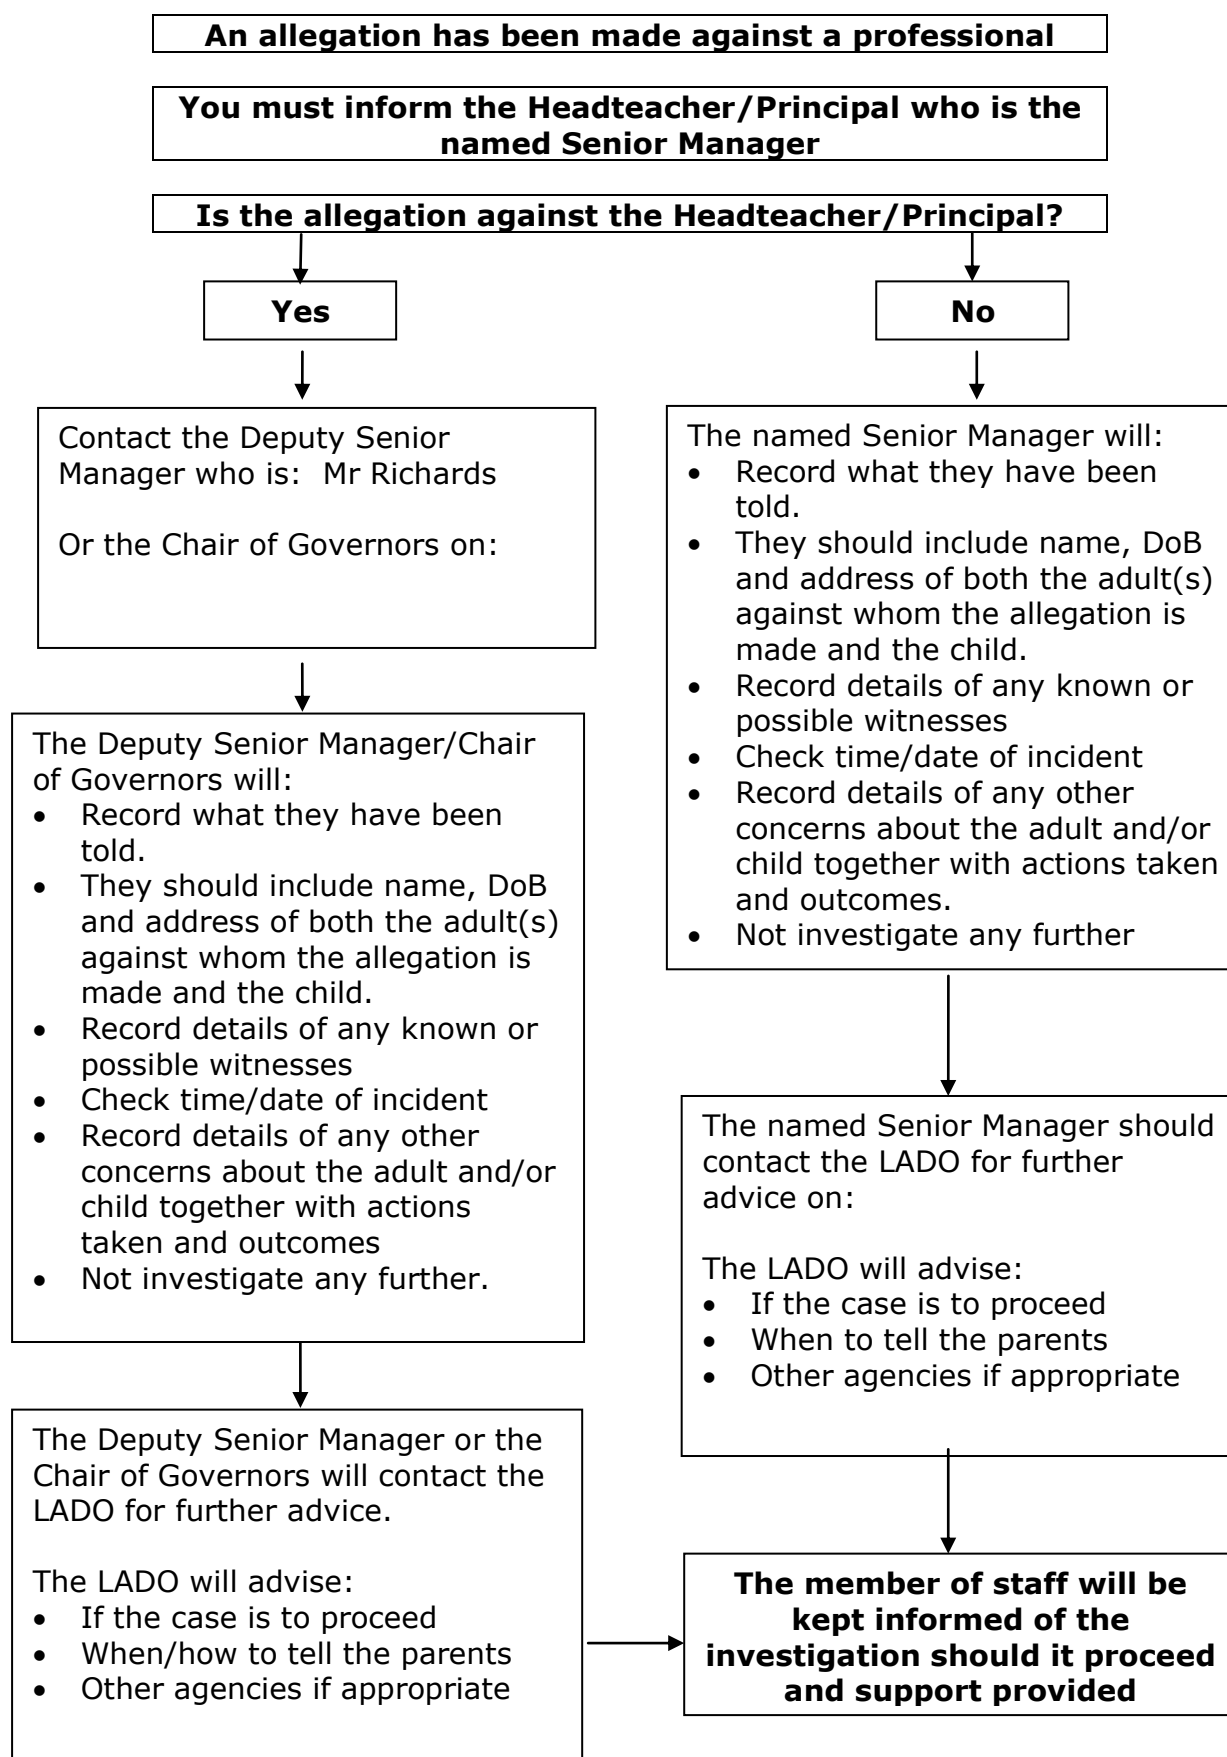 An allegation has been made against a professional
You must inform the Headteacher/Principal who is the
named Senior Manager
Is the allegation against the Headteacher/Principal?
Yes
Contact the Deputy Senior
Manager who is:  Mr Richards
Or the Chair of Governors on:
The Deputy Senior Manager/Chair
of Governors will:
• Record what they have been
told.
• They should include name, DoB
and address of both the adult(s)
against whom the allegation is
made and the child.
• Record details of any known or
possible witnesses
• Check time/date of incident
• Record details of any other
concerns about the adult and/or
child together with actions
taken and outcomes
• Not investigate any further.
The Deputy Senior Manager or the
Chair of Governors will contact the
LADO for further advice.
The LADO will advise:
• If the case is to proceed
• When/how to tell the parents
• Other agencies if appropriate
No
The named Senior Manager will:
• Record what they have been
told.
• They should include name, DoB
and address of both the adult(s)
against whom the allegation is
made and the child.
• Record details of any known or
possible witnesses
• Check time/date of incident
• Record details of any other
concerns about the adult and/or
child together with actions taken
and outcomes.
• Not investigate any further
The named Senior Manager should
contact the LADO for further
advice on:
The LADO will advise:
• If the case is to proceed
• When to tell the parents
• Other agencies if appropriate
The member of staff will be
kept informed of the
investigation should it proceed
and support provided